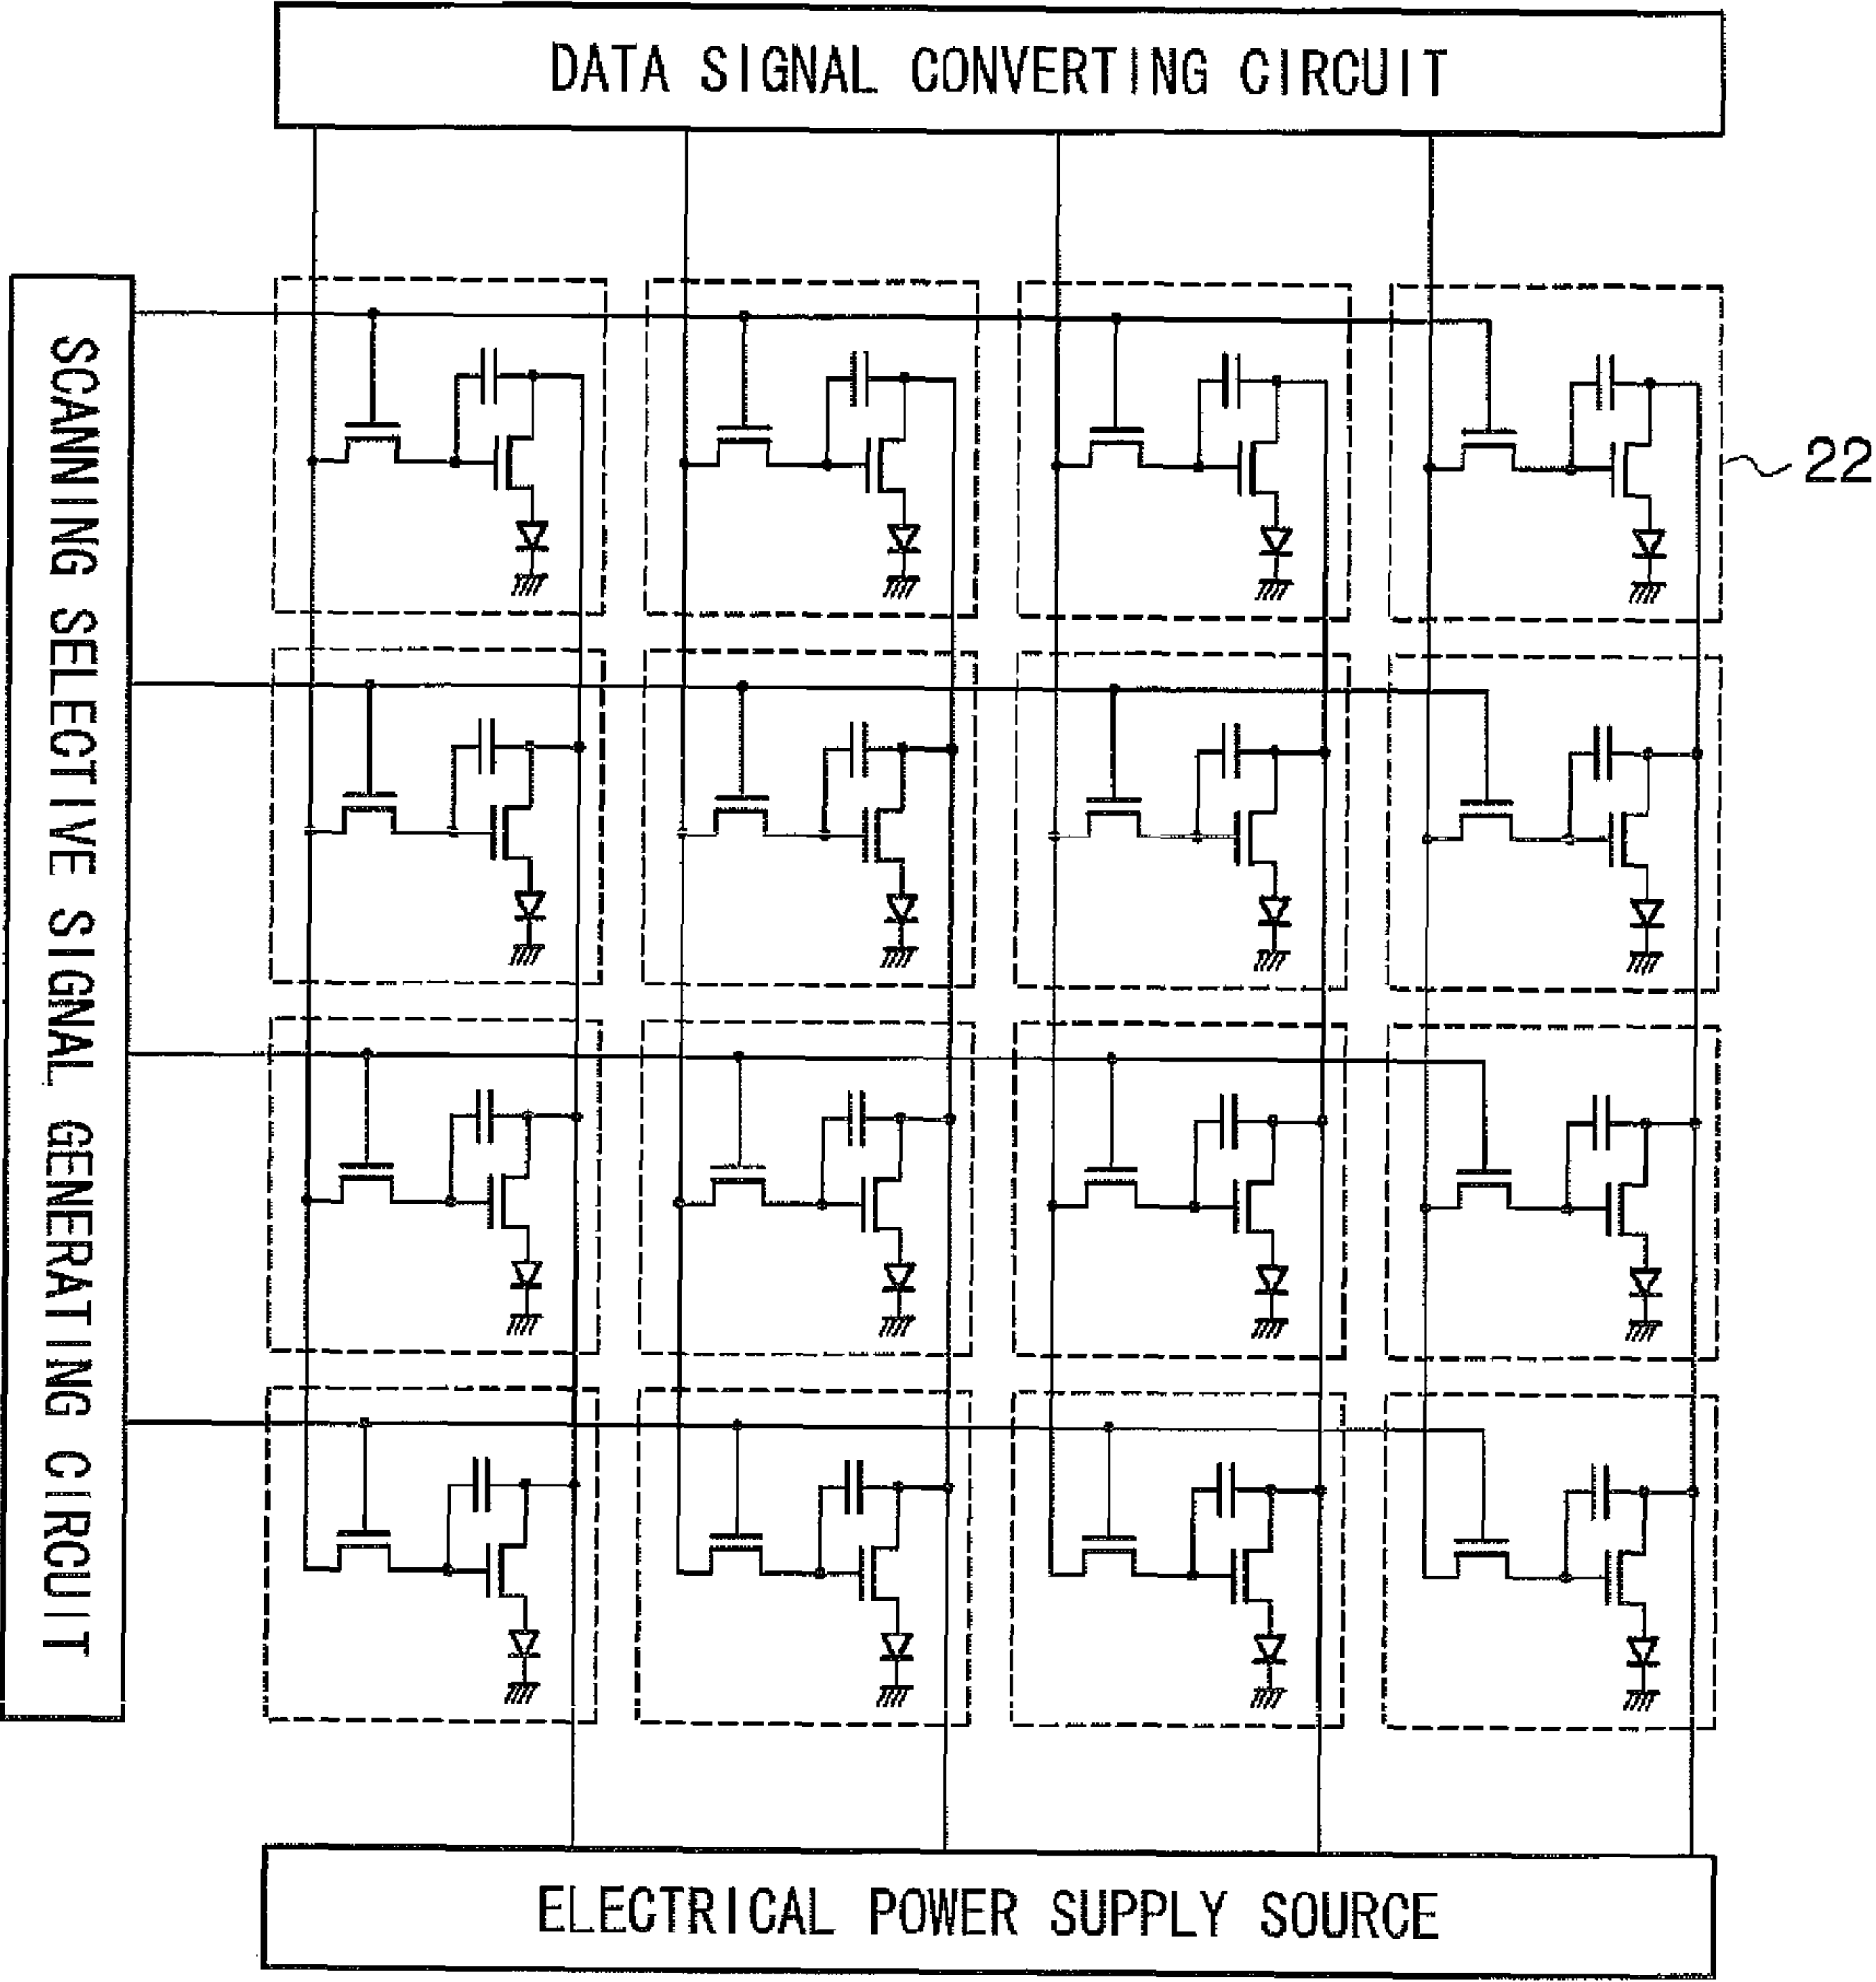 DATA SIGNAL CONVERTING CIRCUIT
SCANNING SELECTIVE SIGNAL GENERATING CIRCUIT
22
ELECTRICAL POWER SUPPLY SOURCE